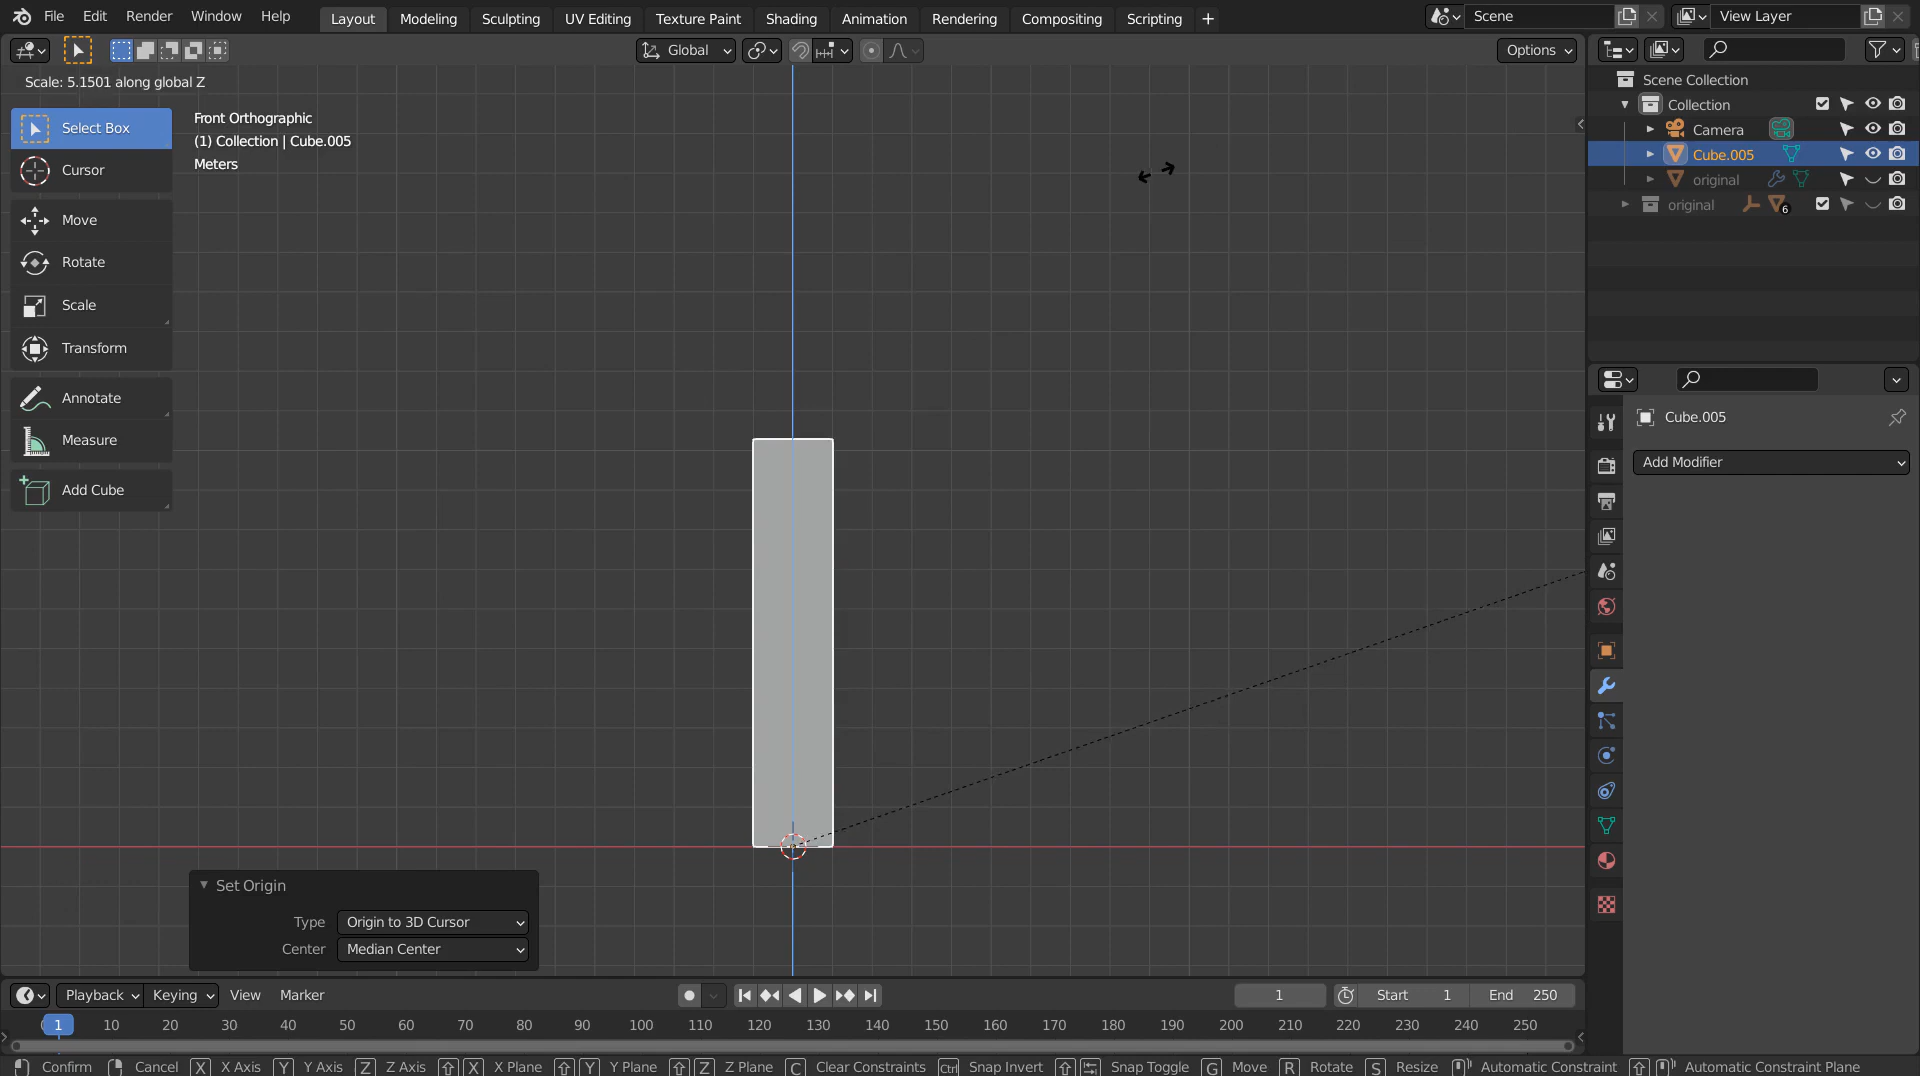 File Edit Render Window Help Layout Modeling Sculpting UV Editing Texture Paint Shading Animation Rendering Compositing Scripting + Scene View Layer
Global Options
Scale: 5.1501 along global Z
Scene Collection
Collection
Camera
Cube.005
original
original 6
Select Box
Cursor
Move
Rotate
Scale
Transform
Annotate
Measure
Add Cube
Front Orthographic
(1) Collection | Cube.005
Meters
Cube.005
Add Modifier
Set Origin
Type Origin to 3D Cursor
Center Median Center
Playback Keying View Marker 1 Start 1 End 250
1 10 20 30 40 50 60 70 80 90 100 110 120 130 140 150 160 170 180 190 200 210 220 230 240 250
Confirm Cancel X X Axis Y Y Axis Z Z Axis X X Plane Y Y Plane Z Z Plane C Clear Constraints Ctrl Snap Invert Snap Toggle G Move R Rotate S Resize Automatic Constraint Automatic Constraint Plane